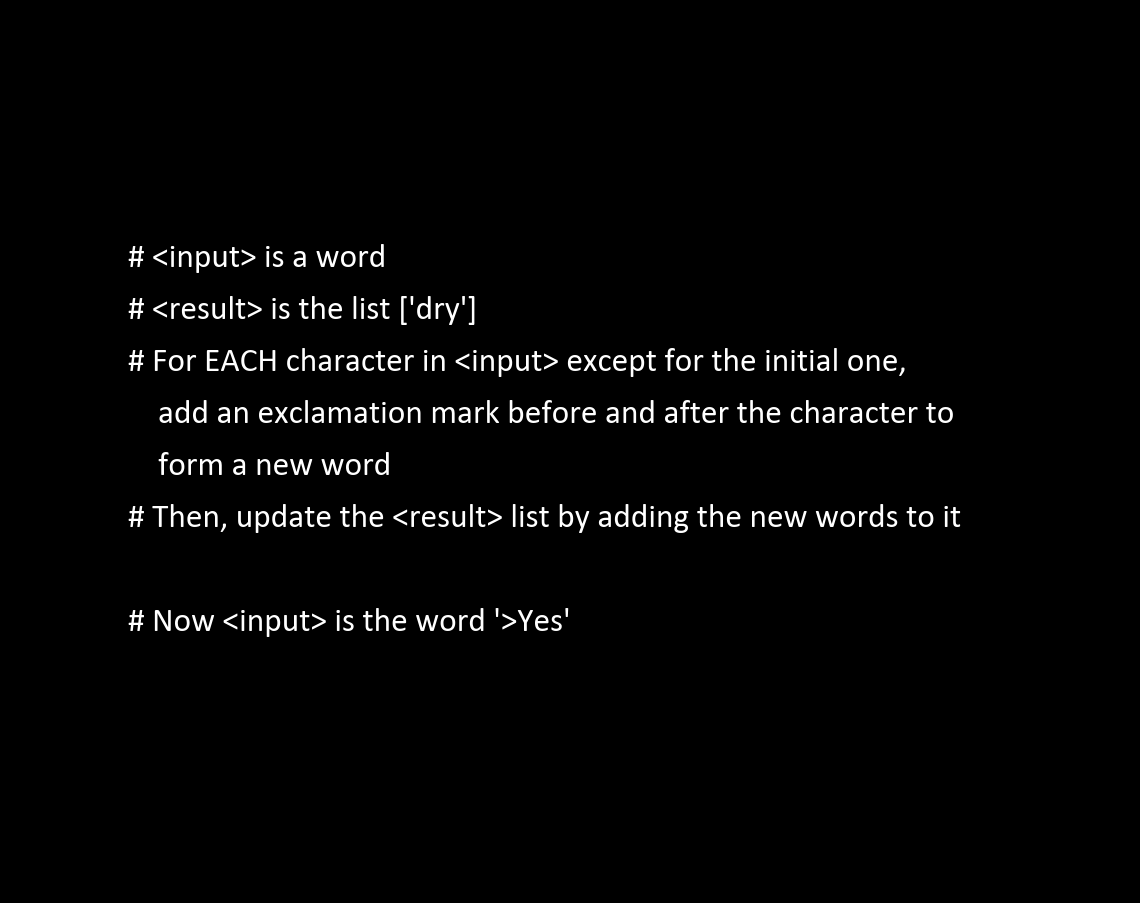 # <input> is a word
# <result> is the list ['dry']
# For EACH character in <input> except for the initial one,
add an exclamation mark before and after the character to
form a new word
# Then, update the <result> list by adding the new words to it
# Now <input> is the word '>Yes'